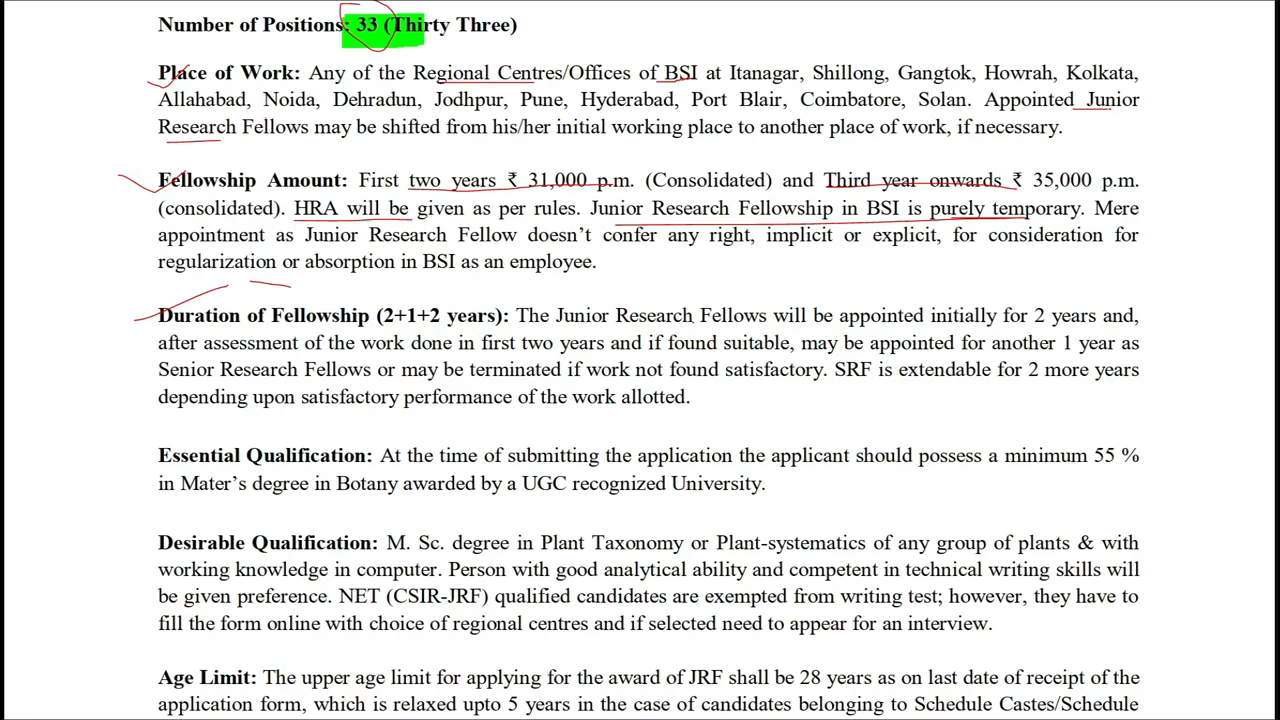 Number of Positions: 33 (Thirty Three)
Place of Work: Any of the Regional Centres/Offices of BSI at Itanagar, Shillong, Gangtok, Howrah, Kolkata,
Allahabad, Noida, Dehradun, Jodhpur, Pune, Hyderabad, Port Blair, Coimbatore, Solan. Appointed Junior
Research Fellows may be shifted from his/her initial working place to another place of work, if necessary.
Fellowship Amount: First two years ₹ 31,000 p.m. (Consolidated) and Third year onwards ₹ 35,000 p.m.
(consolidated). HRA will be given as per rules. Junior Research Fellowship in BSI is purely temporary. Mere
appointment as Junior Research Fellow doesn’t confer any right, implicit or explicit, for consideration for
regularization or absorption in BSI as an employee.
Duration of Fellowship (2+1+2 years): The Junior Research Fellows will be appointed initially for 2 years and,
after assessment of the work done in first two years and if found suitable, may be appointed for another 1 year as
Senior Research Fellows or may be terminated if work not found satisfactory. SRF is extendable for 2 more years
depending upon satisfactory performance of the work allotted.
Essential Qualification: At the time of submitting the application the applicant should possess a minimum 55 %
in Mater’s degree in Botany awarded by a UGC recognized University.
Desirable Qualification: M. Sc. degree in Plant Taxonomy or Plant-systematics of any group of plants & with
working knowledge in computer. Person with good analytical ability and competent in technical writing skills will
be given preference. NET (CSIR-JRF) qualified candidates are exempted from writing test; however, they have to
fill the form online with choice of regional centres and if selected need to appear for an interview.
Age Limit: The upper age limit for applying for the award of JRF shall be 28 years as on last date of receipt of the
application form, which is relaxed upto 5 years in the case of candidates belonging to Schedule Castes/Schedule